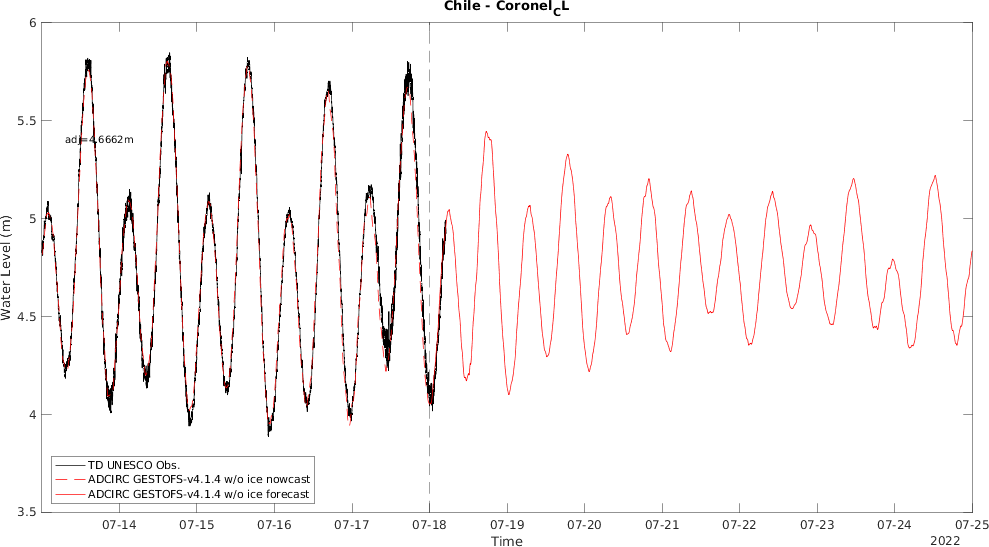 Chile - Coronel_CL
6
5.5
5
4.5
4
3.5
Water Level (m)
adj=4.6662m
TD UNESCO Obs.
ADCIRC GESTOFS-v4.1.4 w/o ice nowcast
ADCIRC GESTOFS-v4.1.4 w/o ice forecast
07-14 07-15 07-16 07-17 07-18 07-19 07-20 07-21 07-22 07-23 07-24 07-25
Time
2022